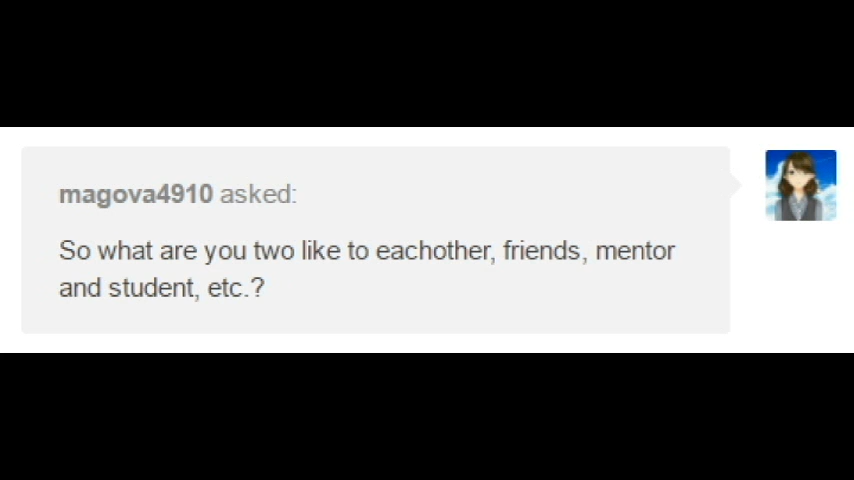 magova4910 asked:
So what are you two like to eachother, friends, mentor
and student, etc.?